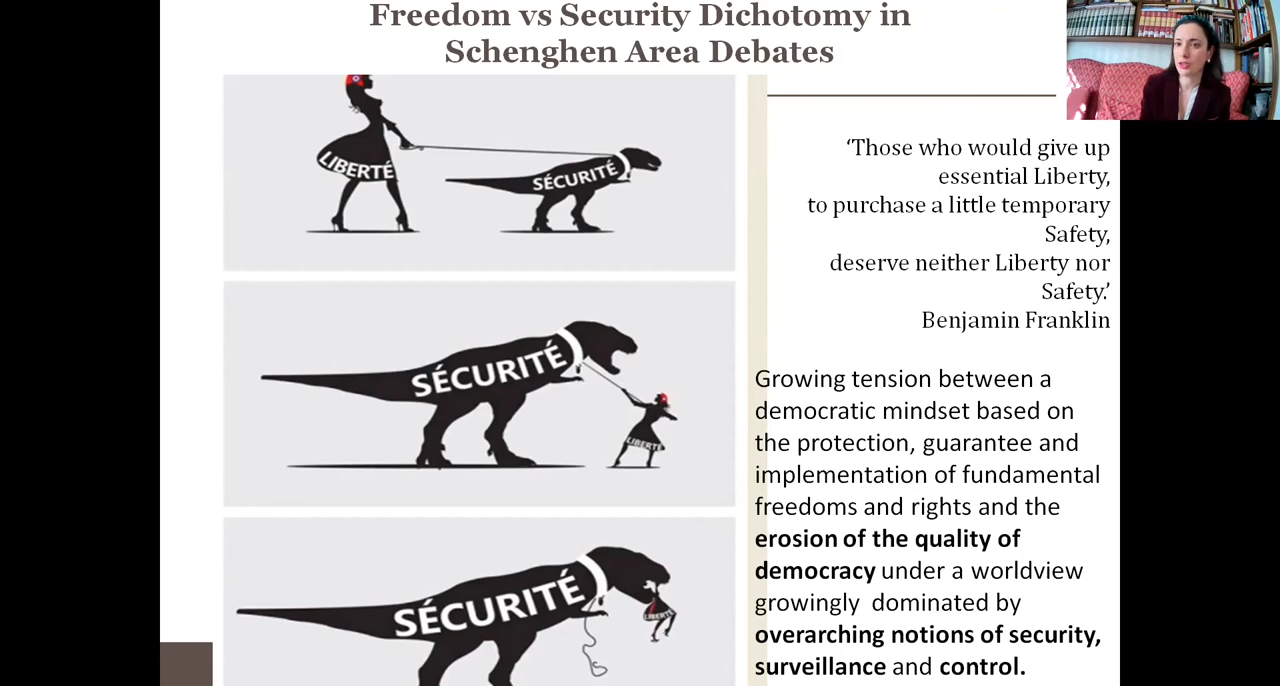 Freedom vs Security Dichotomy in
Schenghen Area Debates
LIBERTÉ
SÉCURITÉ
SÉCURITÉ
LIBERTÉ
SÉCURITÉ
LIBERTÉ
‘Those who would give up
essential Liberty,
to purchase a little temporary
Safety,
deserve neither Liberty nor
Safety.’
Benjamin Franklin
Growing tension between a
democratic mindset based on
the protection, guarantee and
implementation of fundamental
freedoms and rights and the
erosion of the quality of
democracy under a worldview
growingly dominated by
overarching notions of security,
surveillance and control.